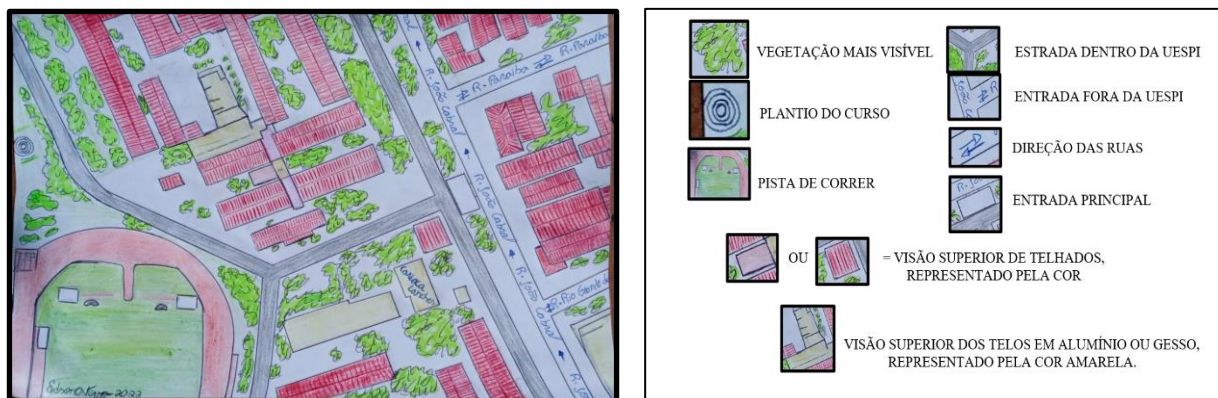 R. Paraíba
R. Paraíba
R. João Cabral
R. João Cabral
R. João Cabral
R. João
VEGETAÇÃO MAIS VISÍVEL
PLANTIO DO CURSO
PISTA DE CORRER
ESTRADA DENTRO DA UESPI
ENTRADA FORA DA UESPI
DIREÇÃO DAS RUAS
ENTRADA PRINCIPAL
OU
= VISÃO SUPERIOR DE TELHADOS,
REPRESENTADO PELA COR
VISÃO SUPERIOR DOS TELOS EM ALUMÍNIO OU GESSO,
REPRESENTADO PELA COR AMARELA.